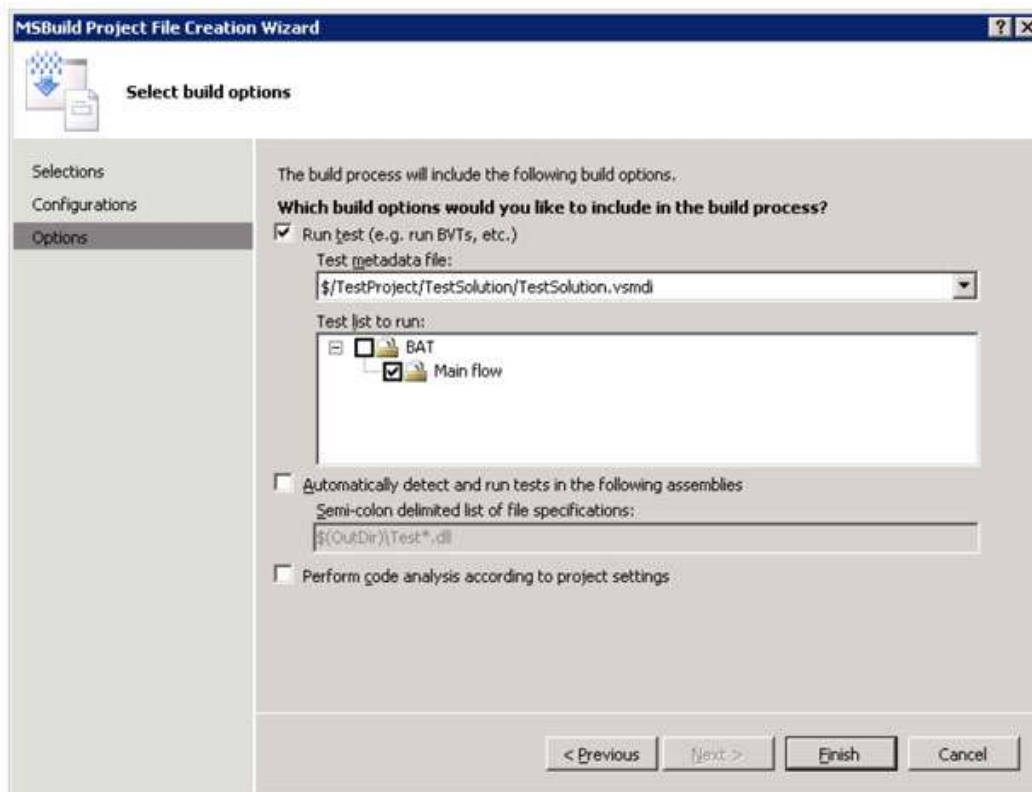 MSBuild Project File Creation Wizard
Select build options
Selections
Configurations
Options
The build process will include the following build options.
Which build options would you like to include in the build process?
Run test (e.g. run BVTs, etc.)
Test metadata file:
$/TestProject/TestSolution/TestSolution.vsmdi
Test list to run:
BAT
Main flow
Automatically detect and run tests in the following assemblies
Semi-colon delimited list of file specifications:
$(OutDir)\Test*.dll
Perform code analysis according to project settings
< Previous Next > Finish Cancel